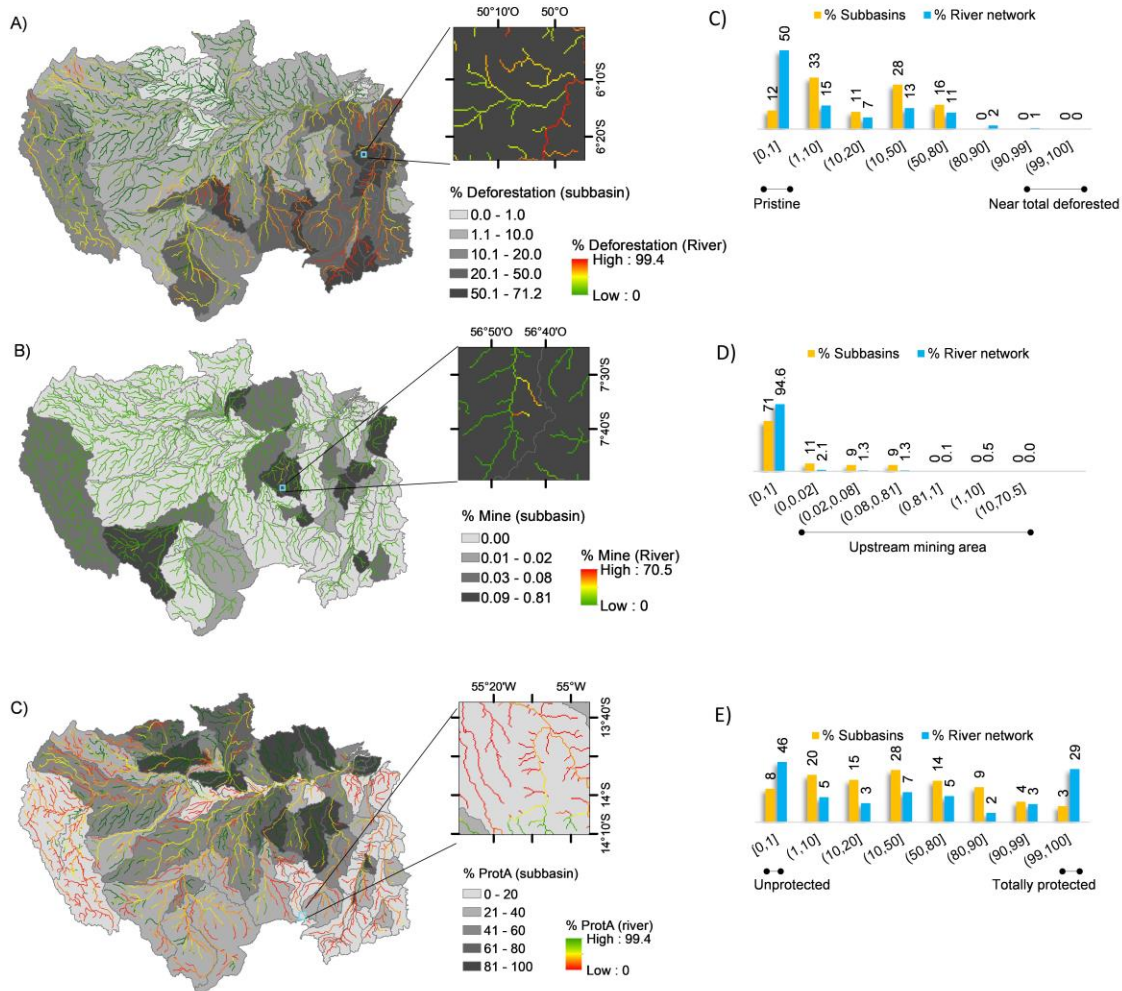 A)
50°10'O 50°O
6°10'S
6°20'S
% Deforestation (subbasin)
0.0 - 1.0
1.1 - 10.0
10.1 - 20.0
20.1 - 50.0
50.1 - 71.2
% Deforestation (River)
High : 99.4
Low : 0
C)
% Subbasins % River network
12 50 33 15 11 7 28 13 16 11 0 2 0 1 0 0
[0,1] (1,10] (10,20] (10,50] (50,80] (80,90] (90,99] (99,100]
Pristine Near total deforested
B)
56°50'O 56°40'O
7°30'S
7°40'S
% Mine (subbasin)
0.00
0.01 - 0.02
0.03 - 0.08
0.09 - 0.81
% Mine (River)
High : 70.5
Low : 0
D)
% Subbasins % River network
71 94.6 11 2.1 9 1.3 9 1.3 0 0.1 0 0.5 0 0.0
[0,1] (0,0.02] (0.02,0.08] (0.08,0.81] (0.81,1] (1,10] (10,70.5]
Upstream mining area
C)
55°20'W 55°W
13°40'S
14°S
14°10'S
% ProtA (subbasin)
0 - 20
21 - 40
41 - 60
61 - 80
81 - 100
% ProtA (river)
High : 99.4
Low : 0
E)
% Subbasins % River network
8 46 20 5 15 3 28 7 14 5 9 2 4 3 3 29
[0,1] (1,10] (10,20] (10,50] (50,80] (80,90] (90,99] (99,100]
Unprotected Totally protected